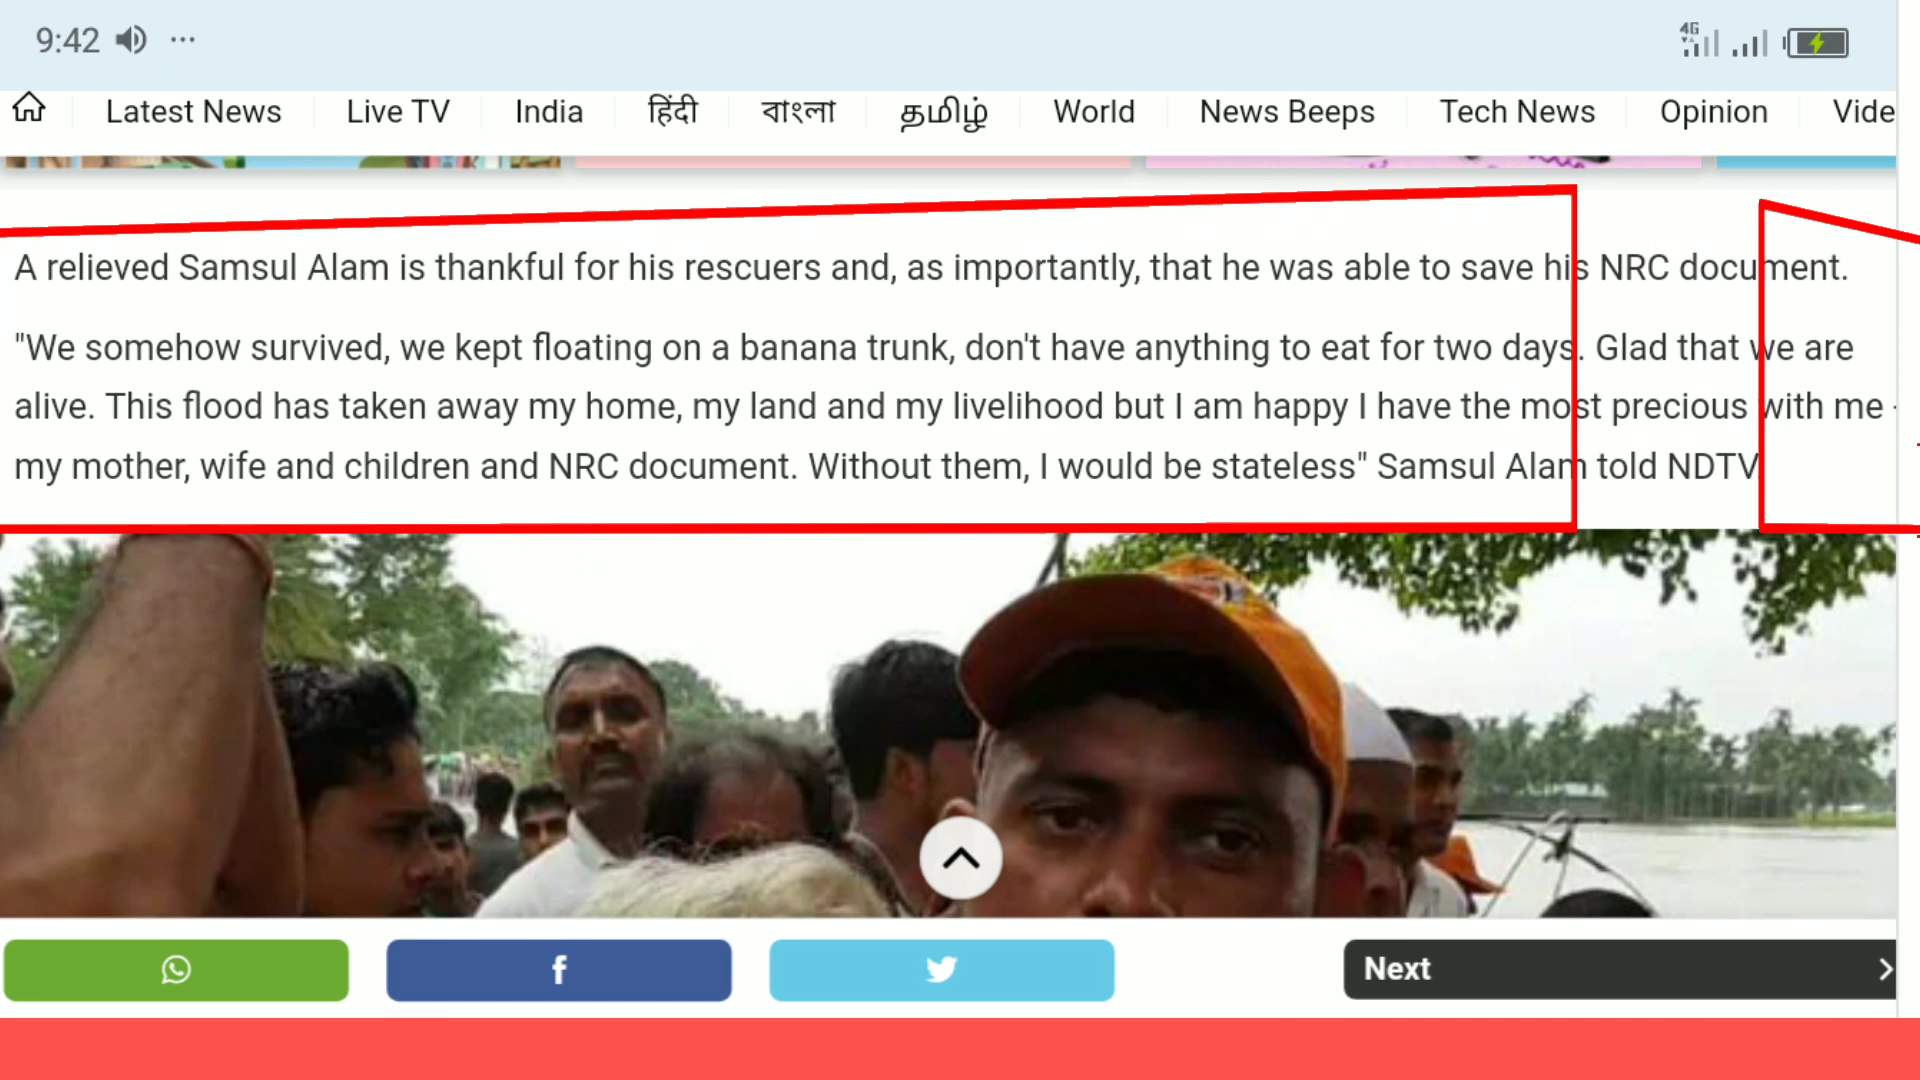 9:42 4G
Latest News Live TV India हिंदी বাংলা தமிழ் World News Beeps Tech News Opinion Vide
A relieved Samsul Alam is thankful for his rescuers and, as importantly, that he was able to save his NRC document.
"We somehow survived, we kept floating on a banana trunk, don't have anything to eat for two days. Glad that we are
alive. This flood has taken away my home, my land and my livelihood but I am happy I have the most precious with me -
my mother, wife and children and NRC document. Without them, I would be stateless" Samsul Alam told NDTV
Next